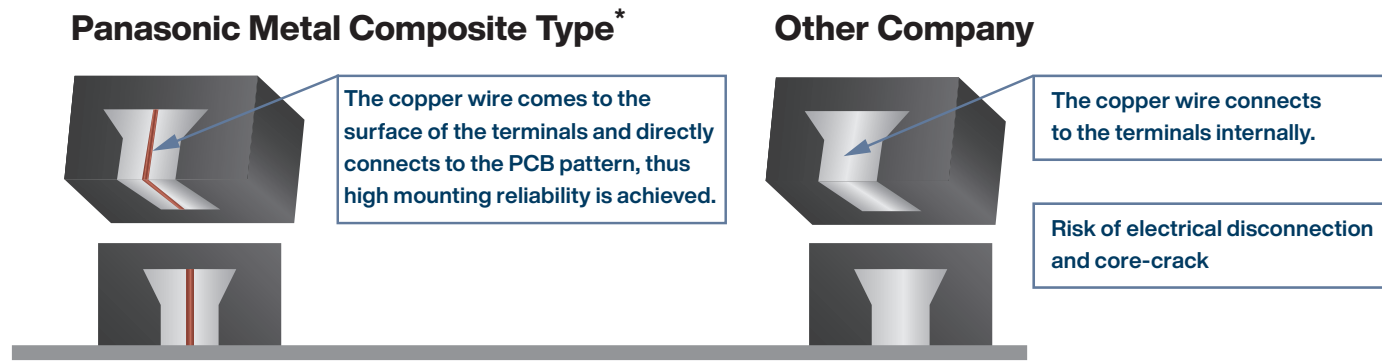 Panasonic Metal Composite Type*
Other Company
The copper wire comes to the
surface of the terminals and directly
connects to the PCB pattern, thus
high mounting reliability is achieved.
The copper wire connects
to the terminals internally.
Risk of electrical disconnection
and core-crack